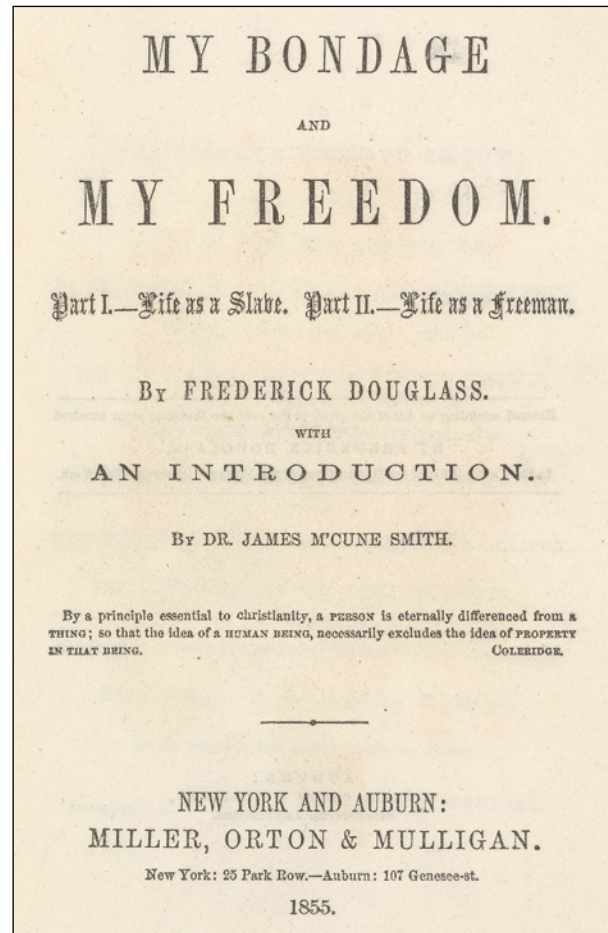 MY BONDAGE
AND
MY FREEDOM.
Part I.—Life as a Slave. Part II.—Life as a Freeman.
By FREDERICK DOUGLASS.
WITH
AN INTRODUCTION.
By DR. JAMES M'CUNE SMITH.
By a principle essential to christianity, a PERSON is eternally differenced from a
THING; so that the idea of a HUMAN BEING, necessarily excludes the idea of PROPERTY
IN THAT BEING. COLERIDGE.
NEW YORK AND AUBURN:
MILLER, ORTON & MULLIGAN.
New York: 25 Park Row.—Auburn: 107 Genesee-st.
1855.